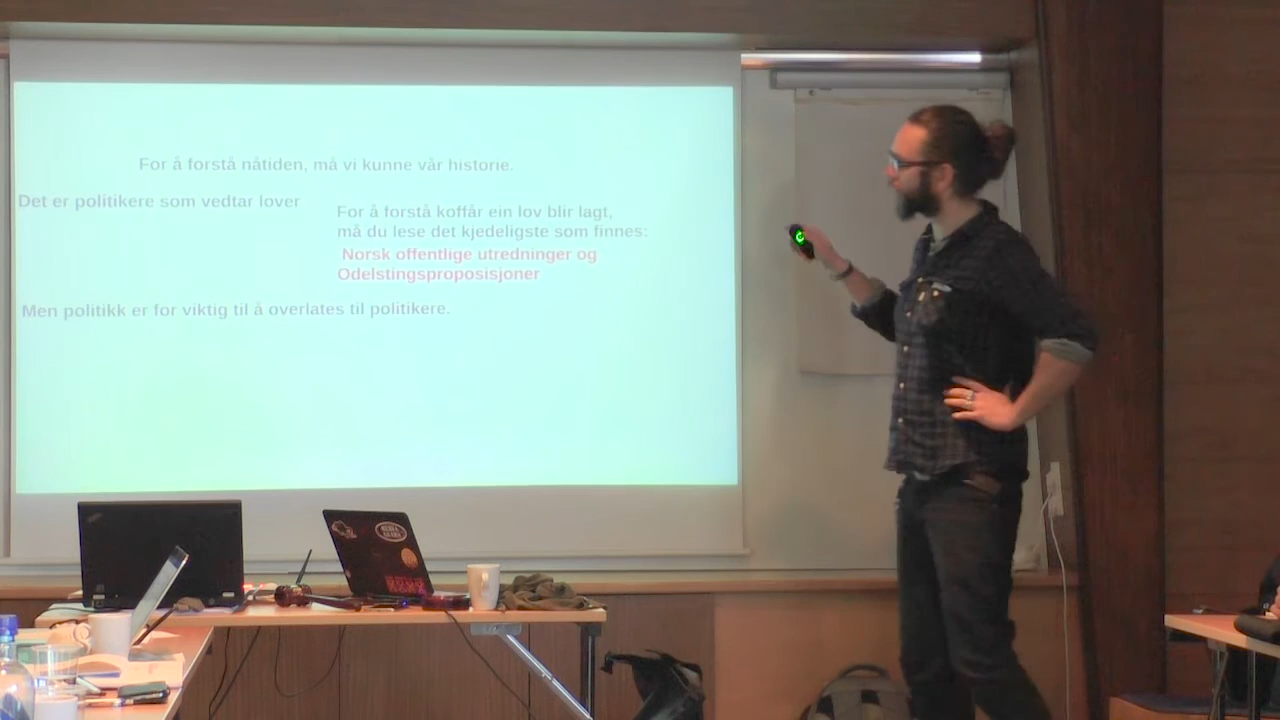 For å forstå nåtiden, må vi kunne vår historie.
Det er politikere som vedtar lover
For å forstå koffår ein lov blir lagt,
må du lese det kjedeligste som finnes:
Norsk offentlige utredninger og
Odelstingsproposisjoner
Men politikk er for viktig til å overlates til politikere.